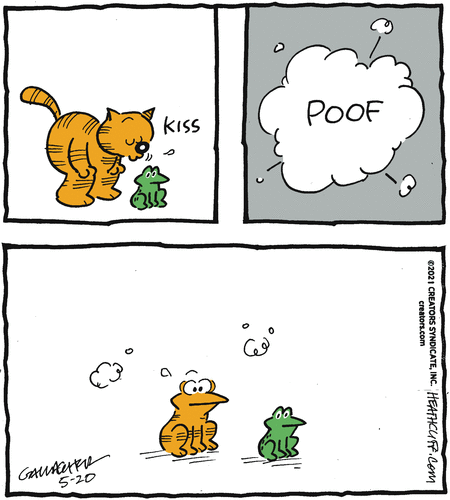 KISS
POOF
©2021 CREATORS SYNDICATE, INC.
creators.com
HEATHCLIFF.COM
GALLAGHER
5-20